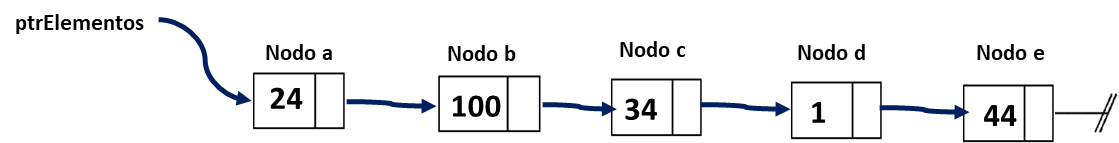 ptrElementos
Nodo a
Nodo b
Nodo c
Nodo d
Nodo e
24
100
34
1
44